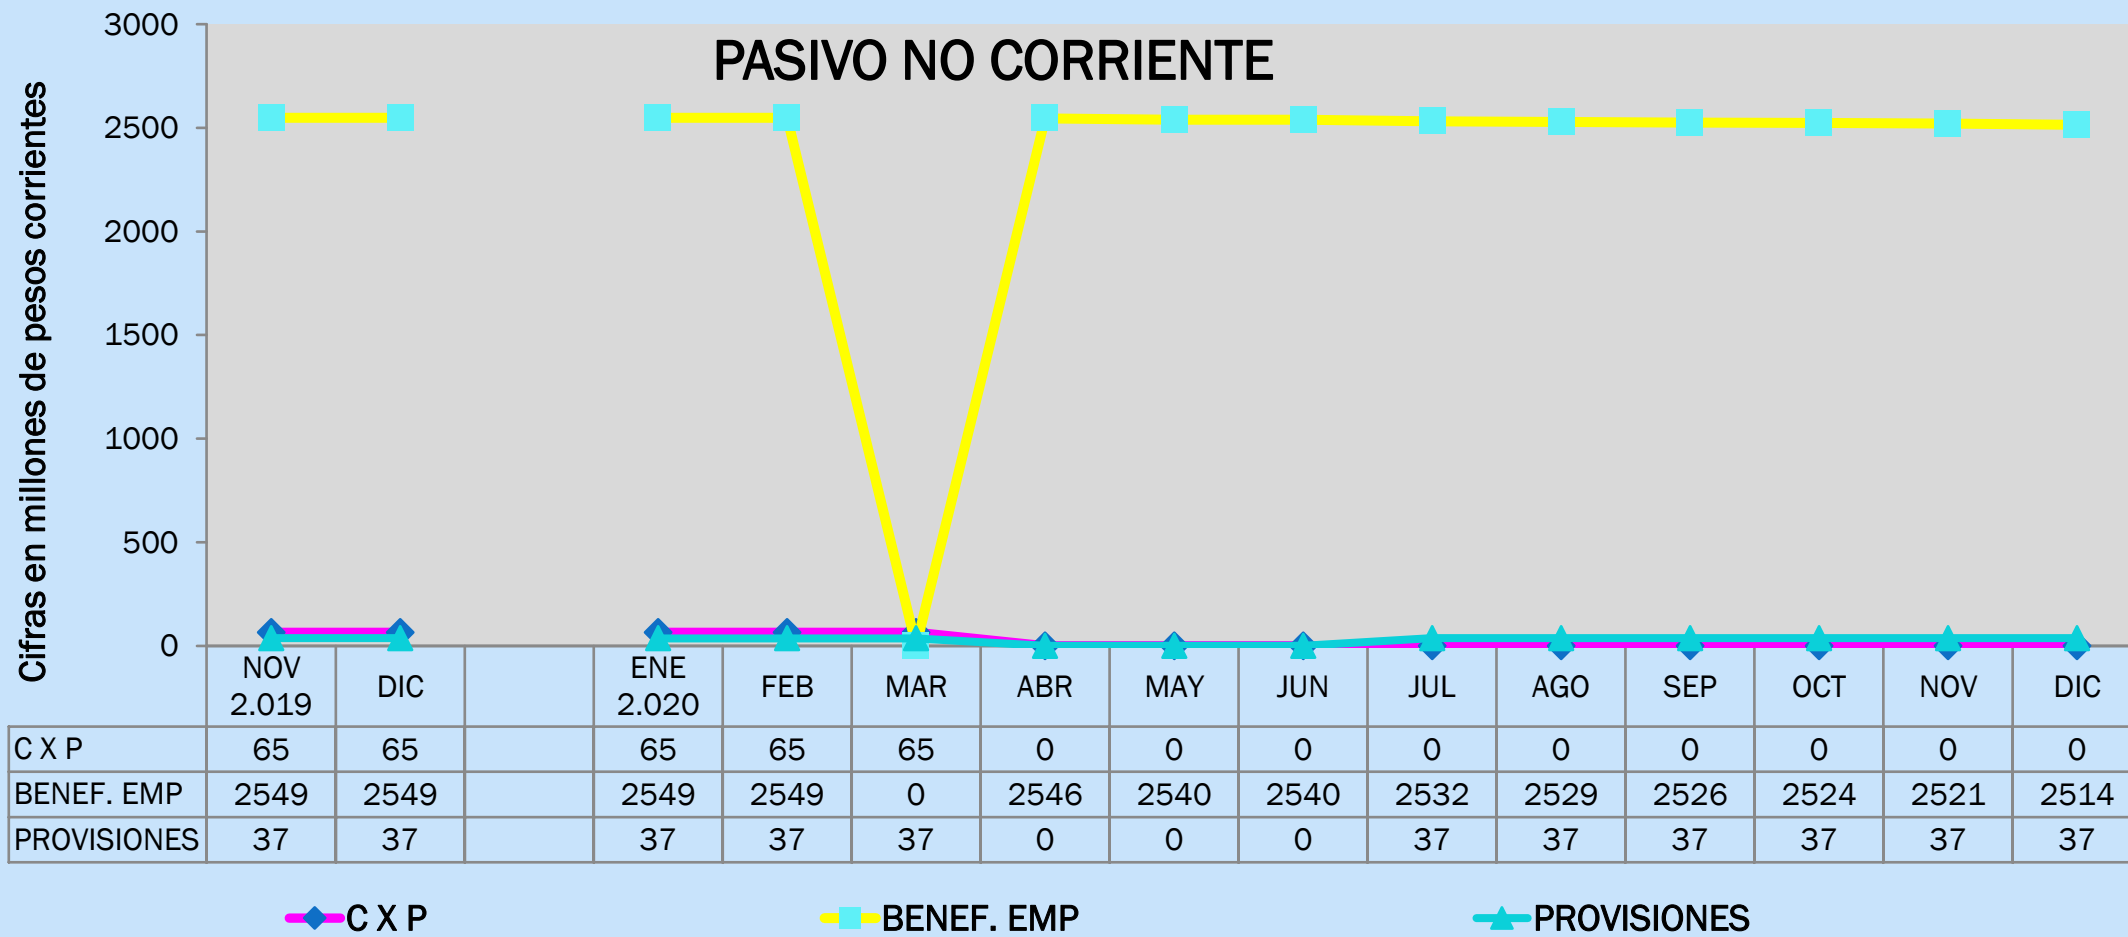 PASIVO NO CORRIENTE
Cifras en millones de pesos corrientes
3000
2500
2000
1500
1000
500
0
NOV 2.019 DIC ENE 2.020 FEB MAR ABR MAY JUN JUL AGO SEP OCT NOV DIC
C X P 65 65 65 65 65 0 0 0 0 0 0 0 0 0
BENEF. EMP 2549 2549 2549 2549 0 2546 2540 2540 2532 2529 2526 2524 2521 2514
PROVISIONES 37 37 37 37 37 0 0 0 37 37 37 37 37 37
C X P BENEF. EMP PROVISIONES